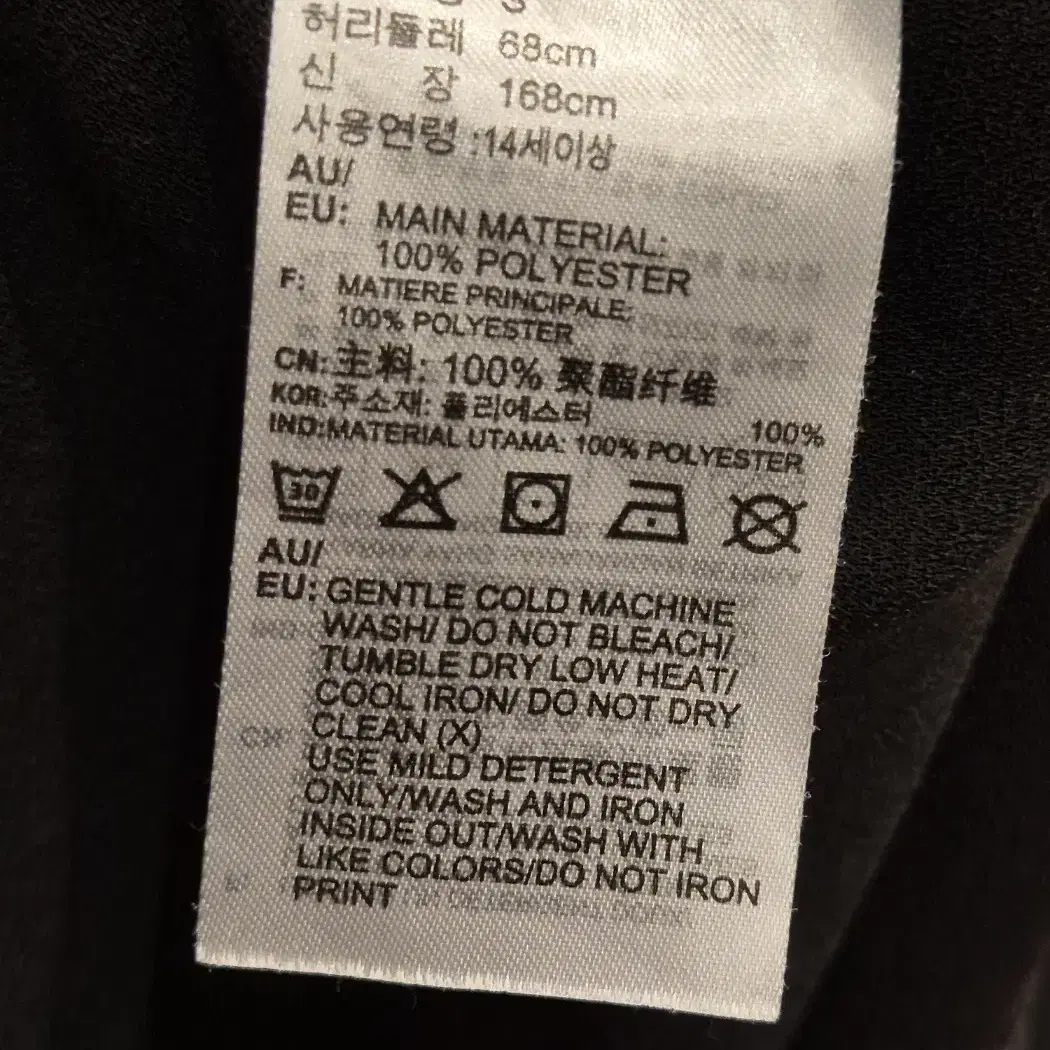 허리둘레 68cm
신 장 168cm
사용연령 :14세이상
AU/
EU: MAIN MATERIAL:
100% POLYESTER
F: MATIERE PRINCIPALE:
100% POLYESTER
CN:主料: 100% 聚酯纤维
KOR:주소재: 폴리에스터 100%
IND:MATERIAL UTAMA: 100% POLYESTER
30
AU/
EU: GENTLE COLD MACHINE
WASH/ DO NOT BLEACH/
TUMBLE DRY LOW HEAT/
COOL IRON/ DO NOT DRY
CLEAN (X)
USE MILD DETERGENT
ONLY/WASH AND IRON
INSIDE OUT/WASH WITH
LIKE COLORS/DO NOT IRON
PRINT